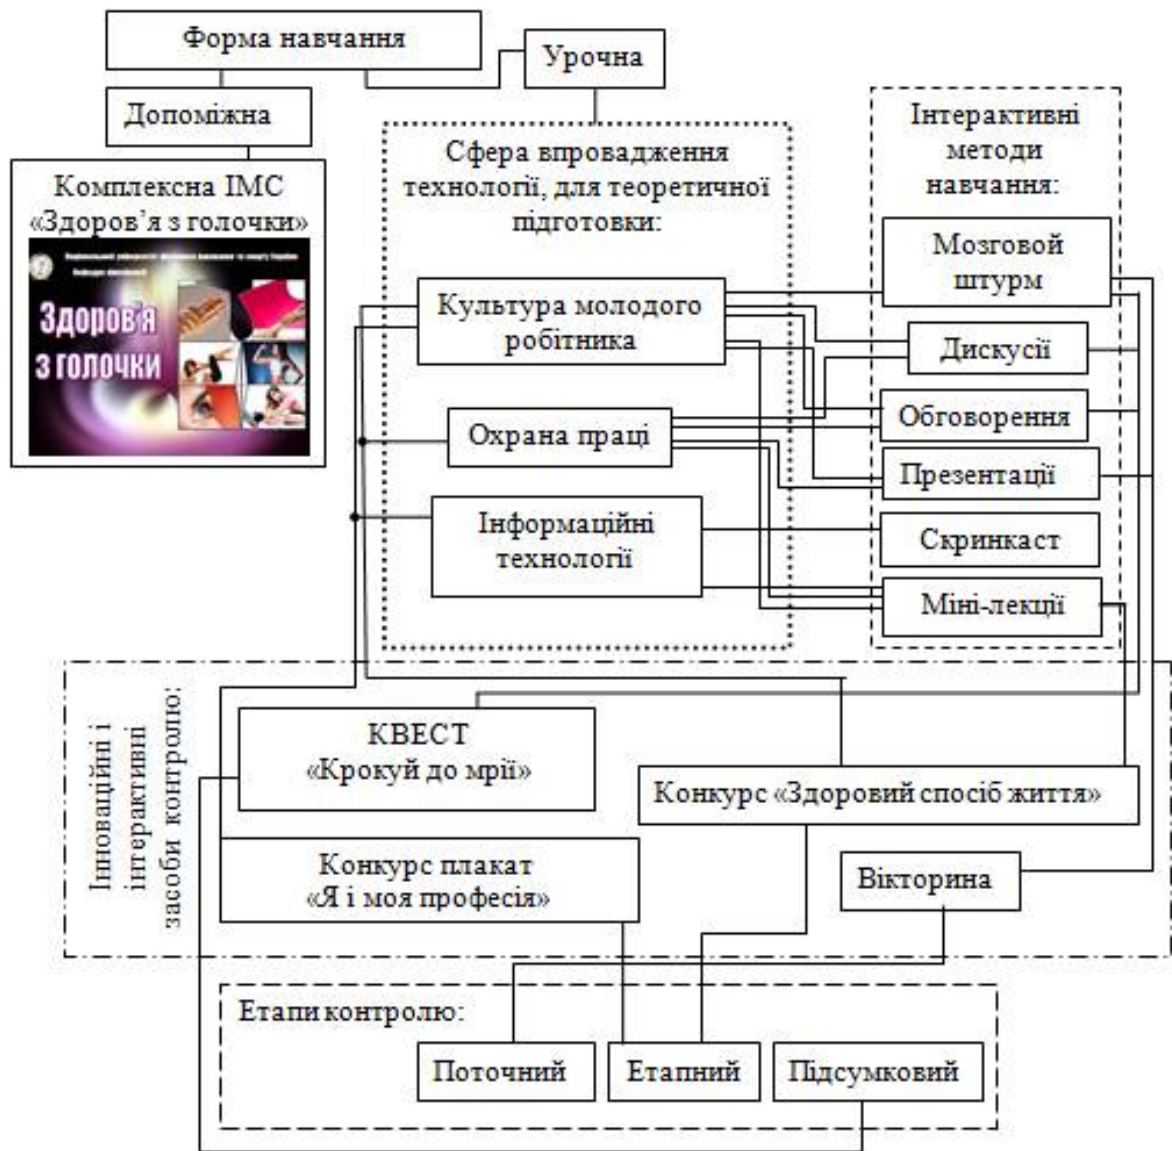 Форма навчання
Урочна
Допоміжна
Комплексна ІМС
«Здоров’я з голочки»
Здоров'я
з голочки
Сфера впровадження
технології, для теоретичної
підготовки:
Культура молодого
робітника
Охрана праці
Інформаційні
технології
Інтерактивні
методи
навчання:
Мозговой
штурм
Дискусії
Обговорення
Презентації
Скринкаст
Міні-лекції
Інноваційні і
інтерактивні
засоби контролю:
КВЕСТ
«Крокуй до мрії»
Конкурс «Здоровий спосіб життя»
Конкурс плакат
«Я і моя професія»
Вікторина
Етапи контролю:
Поточний
Етапний
Підсумковий